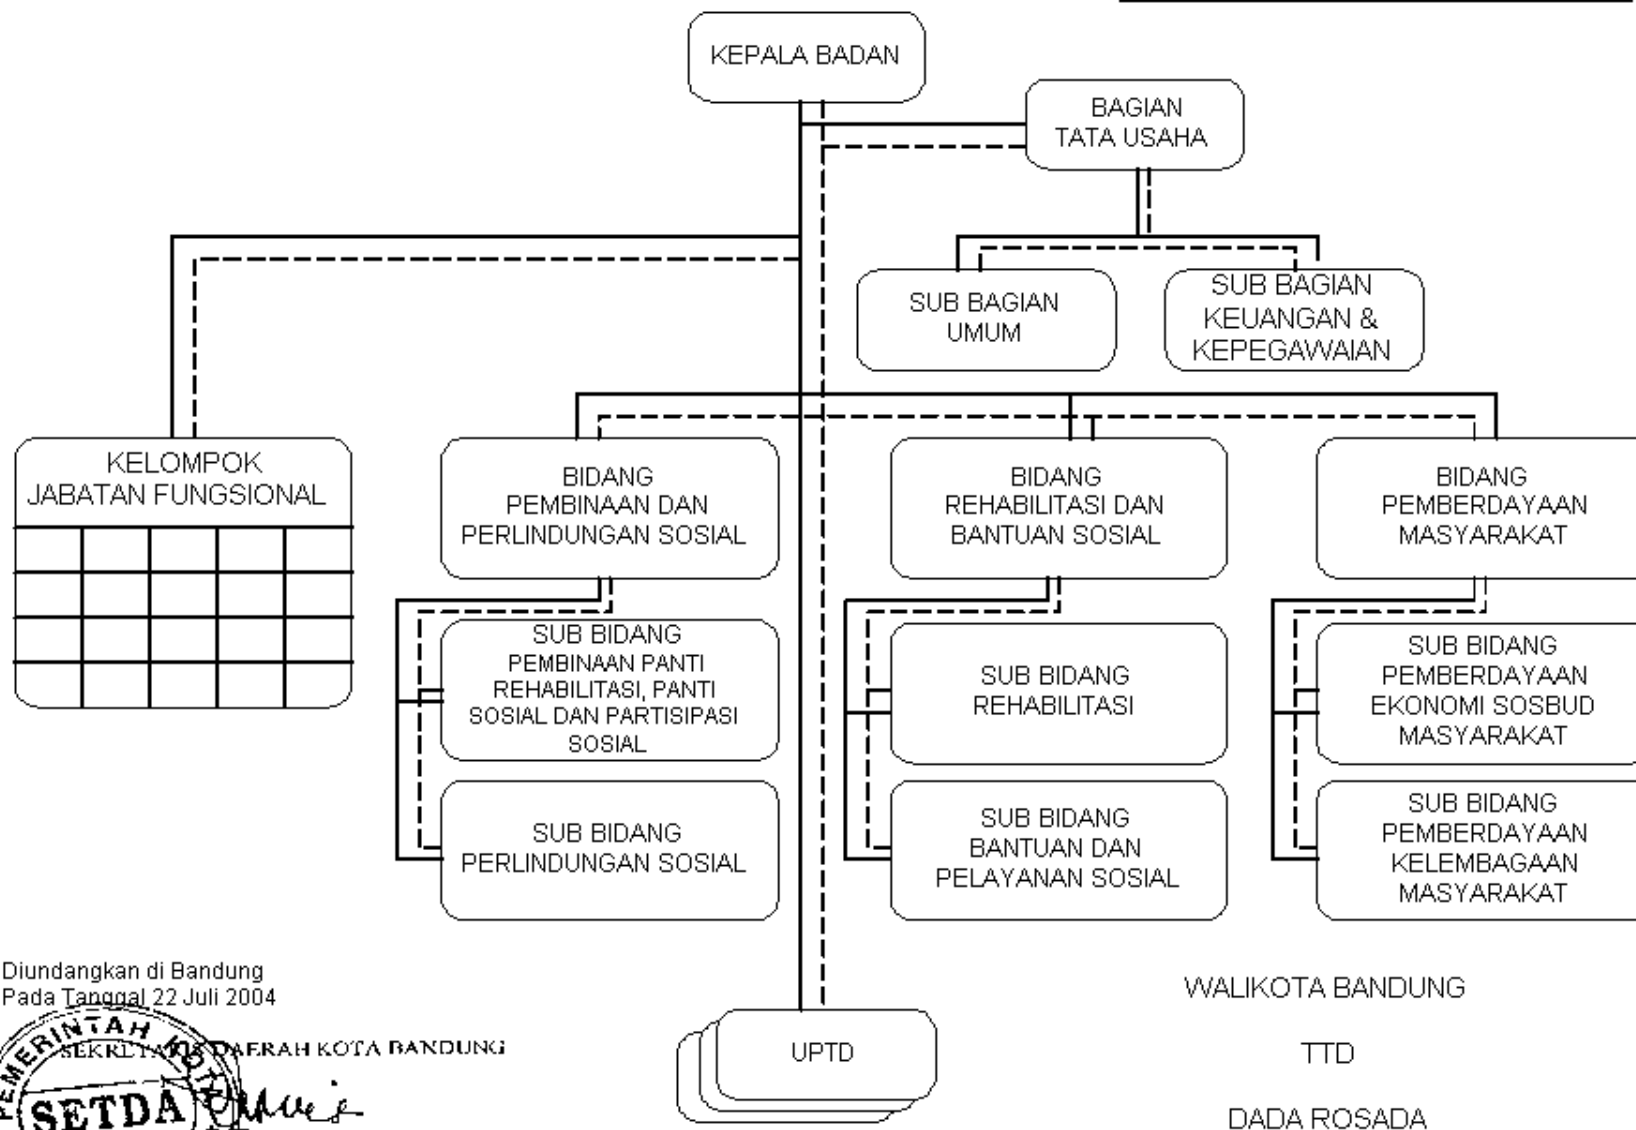 KEPALA BADAN
BAGIAN
TATA USAHA
SUB BAGIAN
UMUM
SUB BAGIAN
KEUANGAN &
KEPEGAWAIAN
KELOMPOK
JABATAN FUNGSIONAL
BIDANG
PEMBINAAN DAN
PERLINDUNGAN SOSIAL
BIDANG
REHABILITASI DAN
BANTUAN SOSIAL
BIDANG
PEMBERDAYAAN
MASYARAKAT
SUB BIDANG
PEMBINAAN PANTI
REHABILITASI, PANTI
SOSIAL DAN PARTISIPASI
SOSIAL
SUB BIDANG
REHABILITASI
SUB BIDANG
PEMBERDAYAAN
EKONOMI SOSBUD
MASYARAKAT
SUB BIDANG
PERLINDUNGAN SOSIAL
SUB BIDANG
BANTUAN DAN
PELAYANAN SOSIAL
SUB BIDANG
PEMBERDAYAAN
KELEMBAGAAN
MASYARAKAT
Diundangkan di Bandung
Pada Tanggal 22 Juli 2004
PEMERINTAH KOTA
SEKRETARIS DAERAH KOTA BANDUNG
SETDA
UPTD
WALIKOTA BANDUNG
TTD
DADA ROSADA